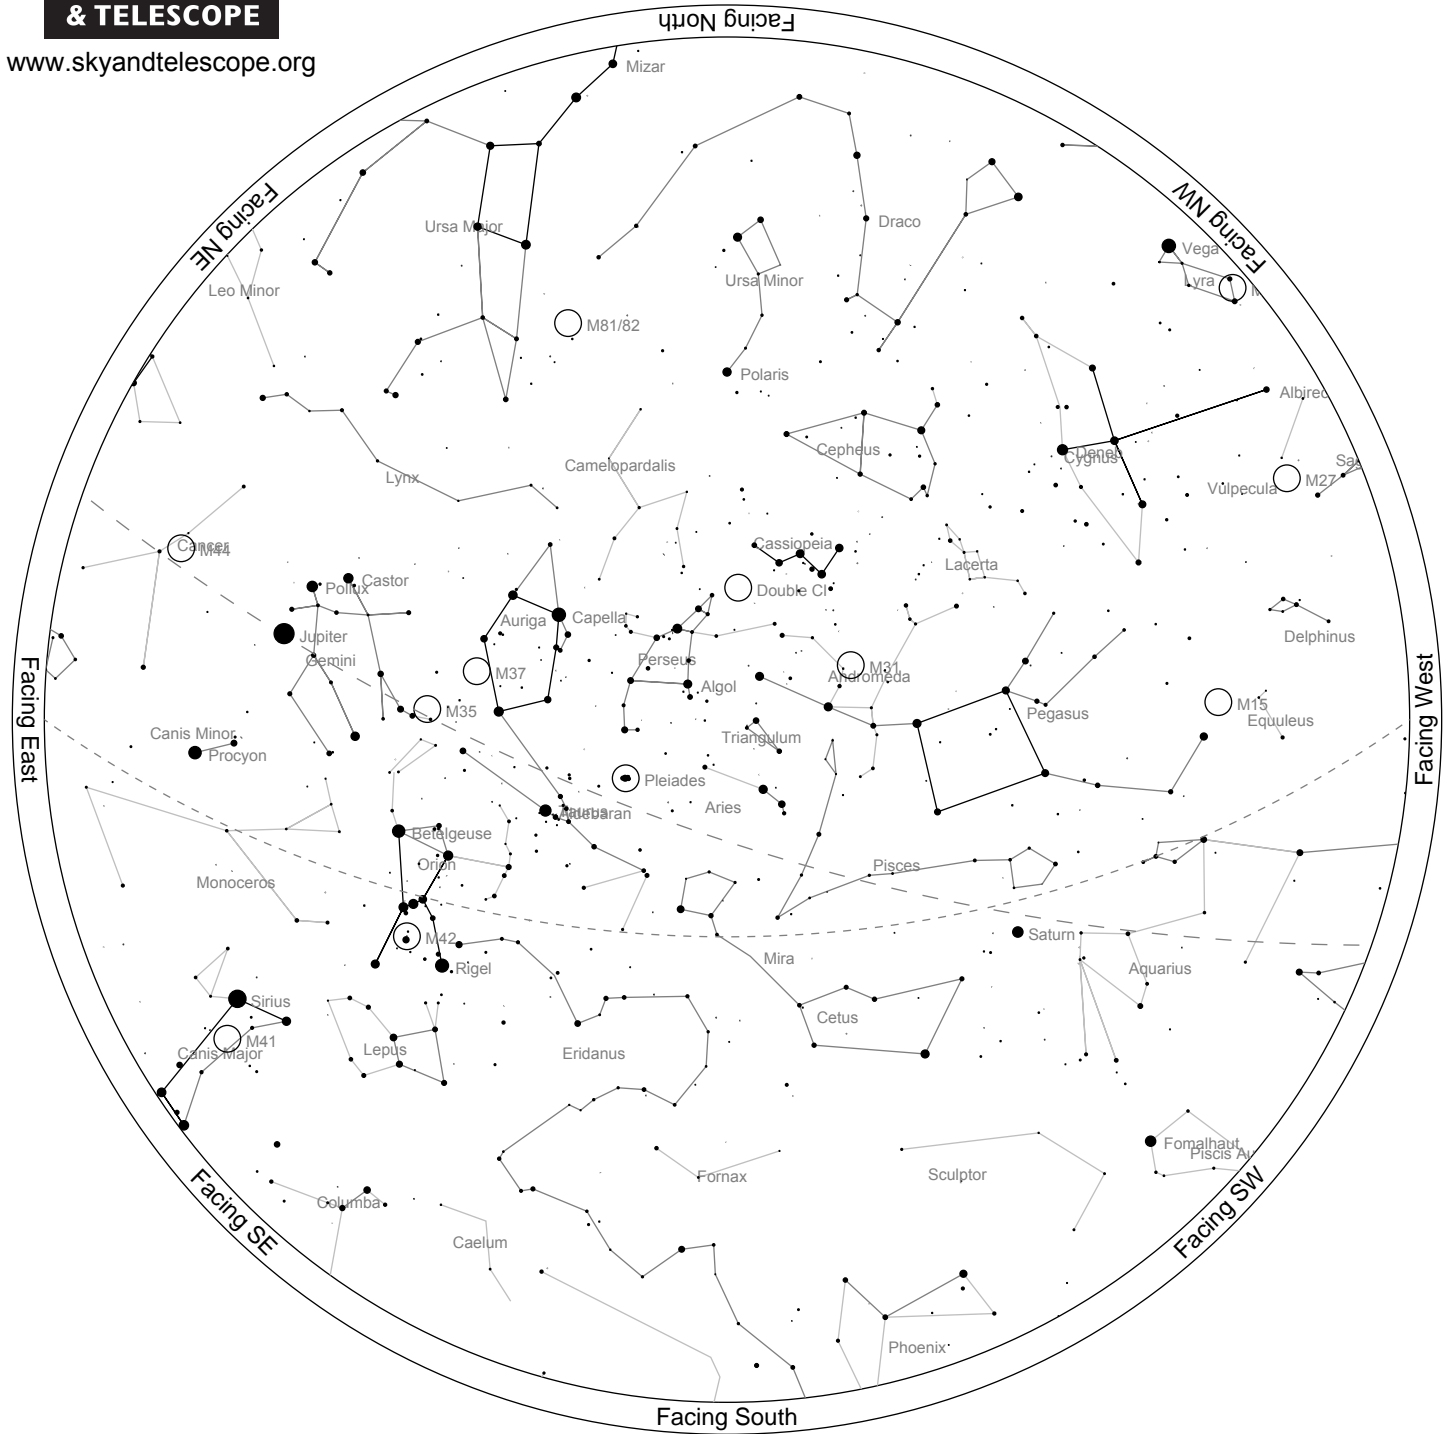 & TELESCOPE
www.skyandtelescope.org
Facing North
Mizar
Facing NE
Facing NW
Ursa Major
Draco
Vega
Ursa Minor
Lyra
Leo Minor
M81/82
Polaris
Albireo
Cepheus
Deneb
Cygnus
Camelopardalis
Lynx
M27
Vulpecula
Cassiopeia
Cancer
M44
Lacerta
Castor
Pollux
Double Cl
Auriga
Capella
Jupiter
Delphinus
Gemini
Perseus
M31
M37
Andromeda
Algol
M15
M35
Pegasus
Equuleus
Facing East
Facing West
Canis Minor
Triangulum
Procyon
Pleiades
Aries
Taurus
Aldebaran
Betelgeuse
Orion
Pisces
Monoceros
Saturn
M42
Mira
Rigel
Aquarius
Sirius
Cetus
M41
Canis Major
Lepus
Eridanus
Fomalhaut
Piscis Au
Fornax
Sculptor
Facing SE
Facing SW
Columba
Caelum
Phoenix
Facing South